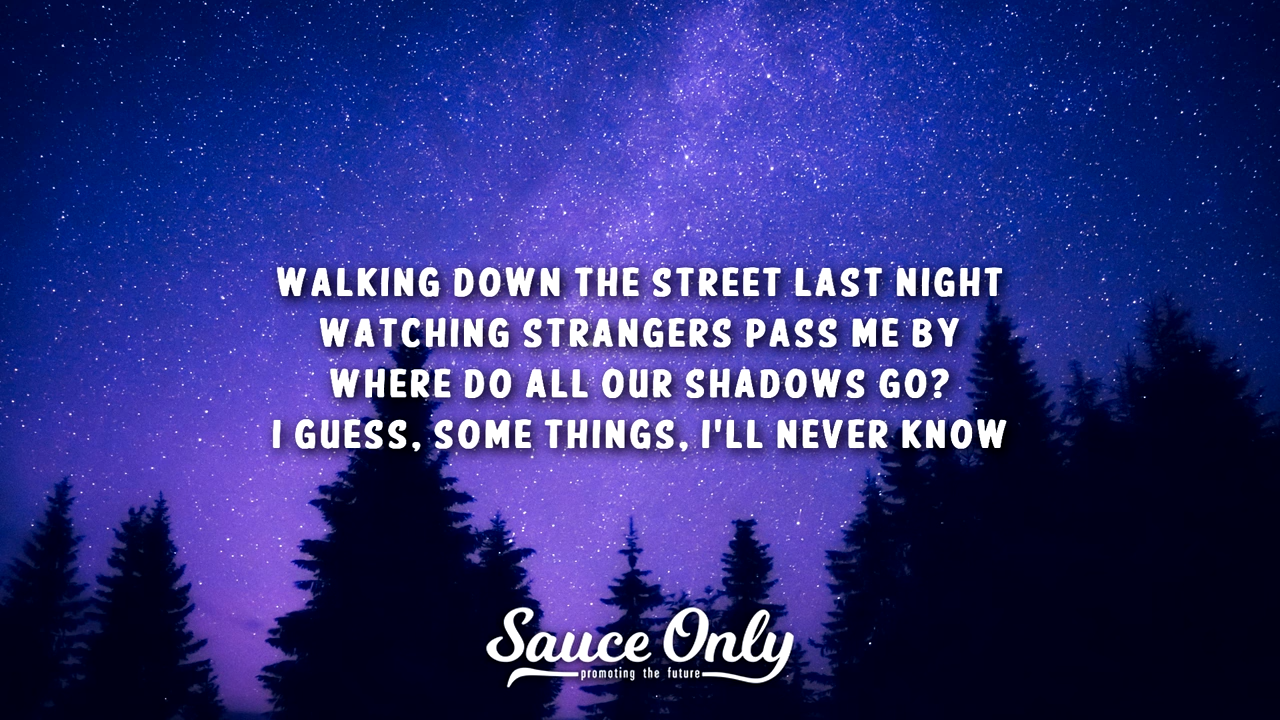 WALKING DOWN THE STREET LAST NIGHT
WATCHING STRANGERS PASS ME BY
WHERE DO ALL OUR SHADOWS GO?
I GUESS, SOME THINGS, I'LL NEVER KNOW
Sauce Only
promoting the future